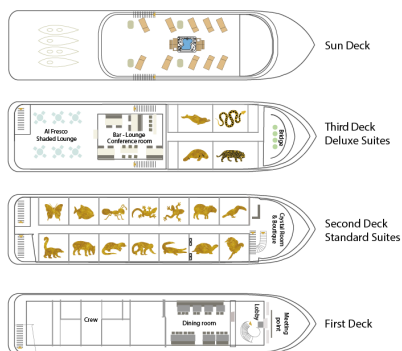 Sun Deck
Al Fresco
Shaded Lounge
Bar - Lounge
Conference room
Bridge
Third Deck
Deluxe Suites
Crystal Room
& Boutique
Second Deck
Standard Suites
Crew
Dining room
Lobby
Meeting
point
First Deck